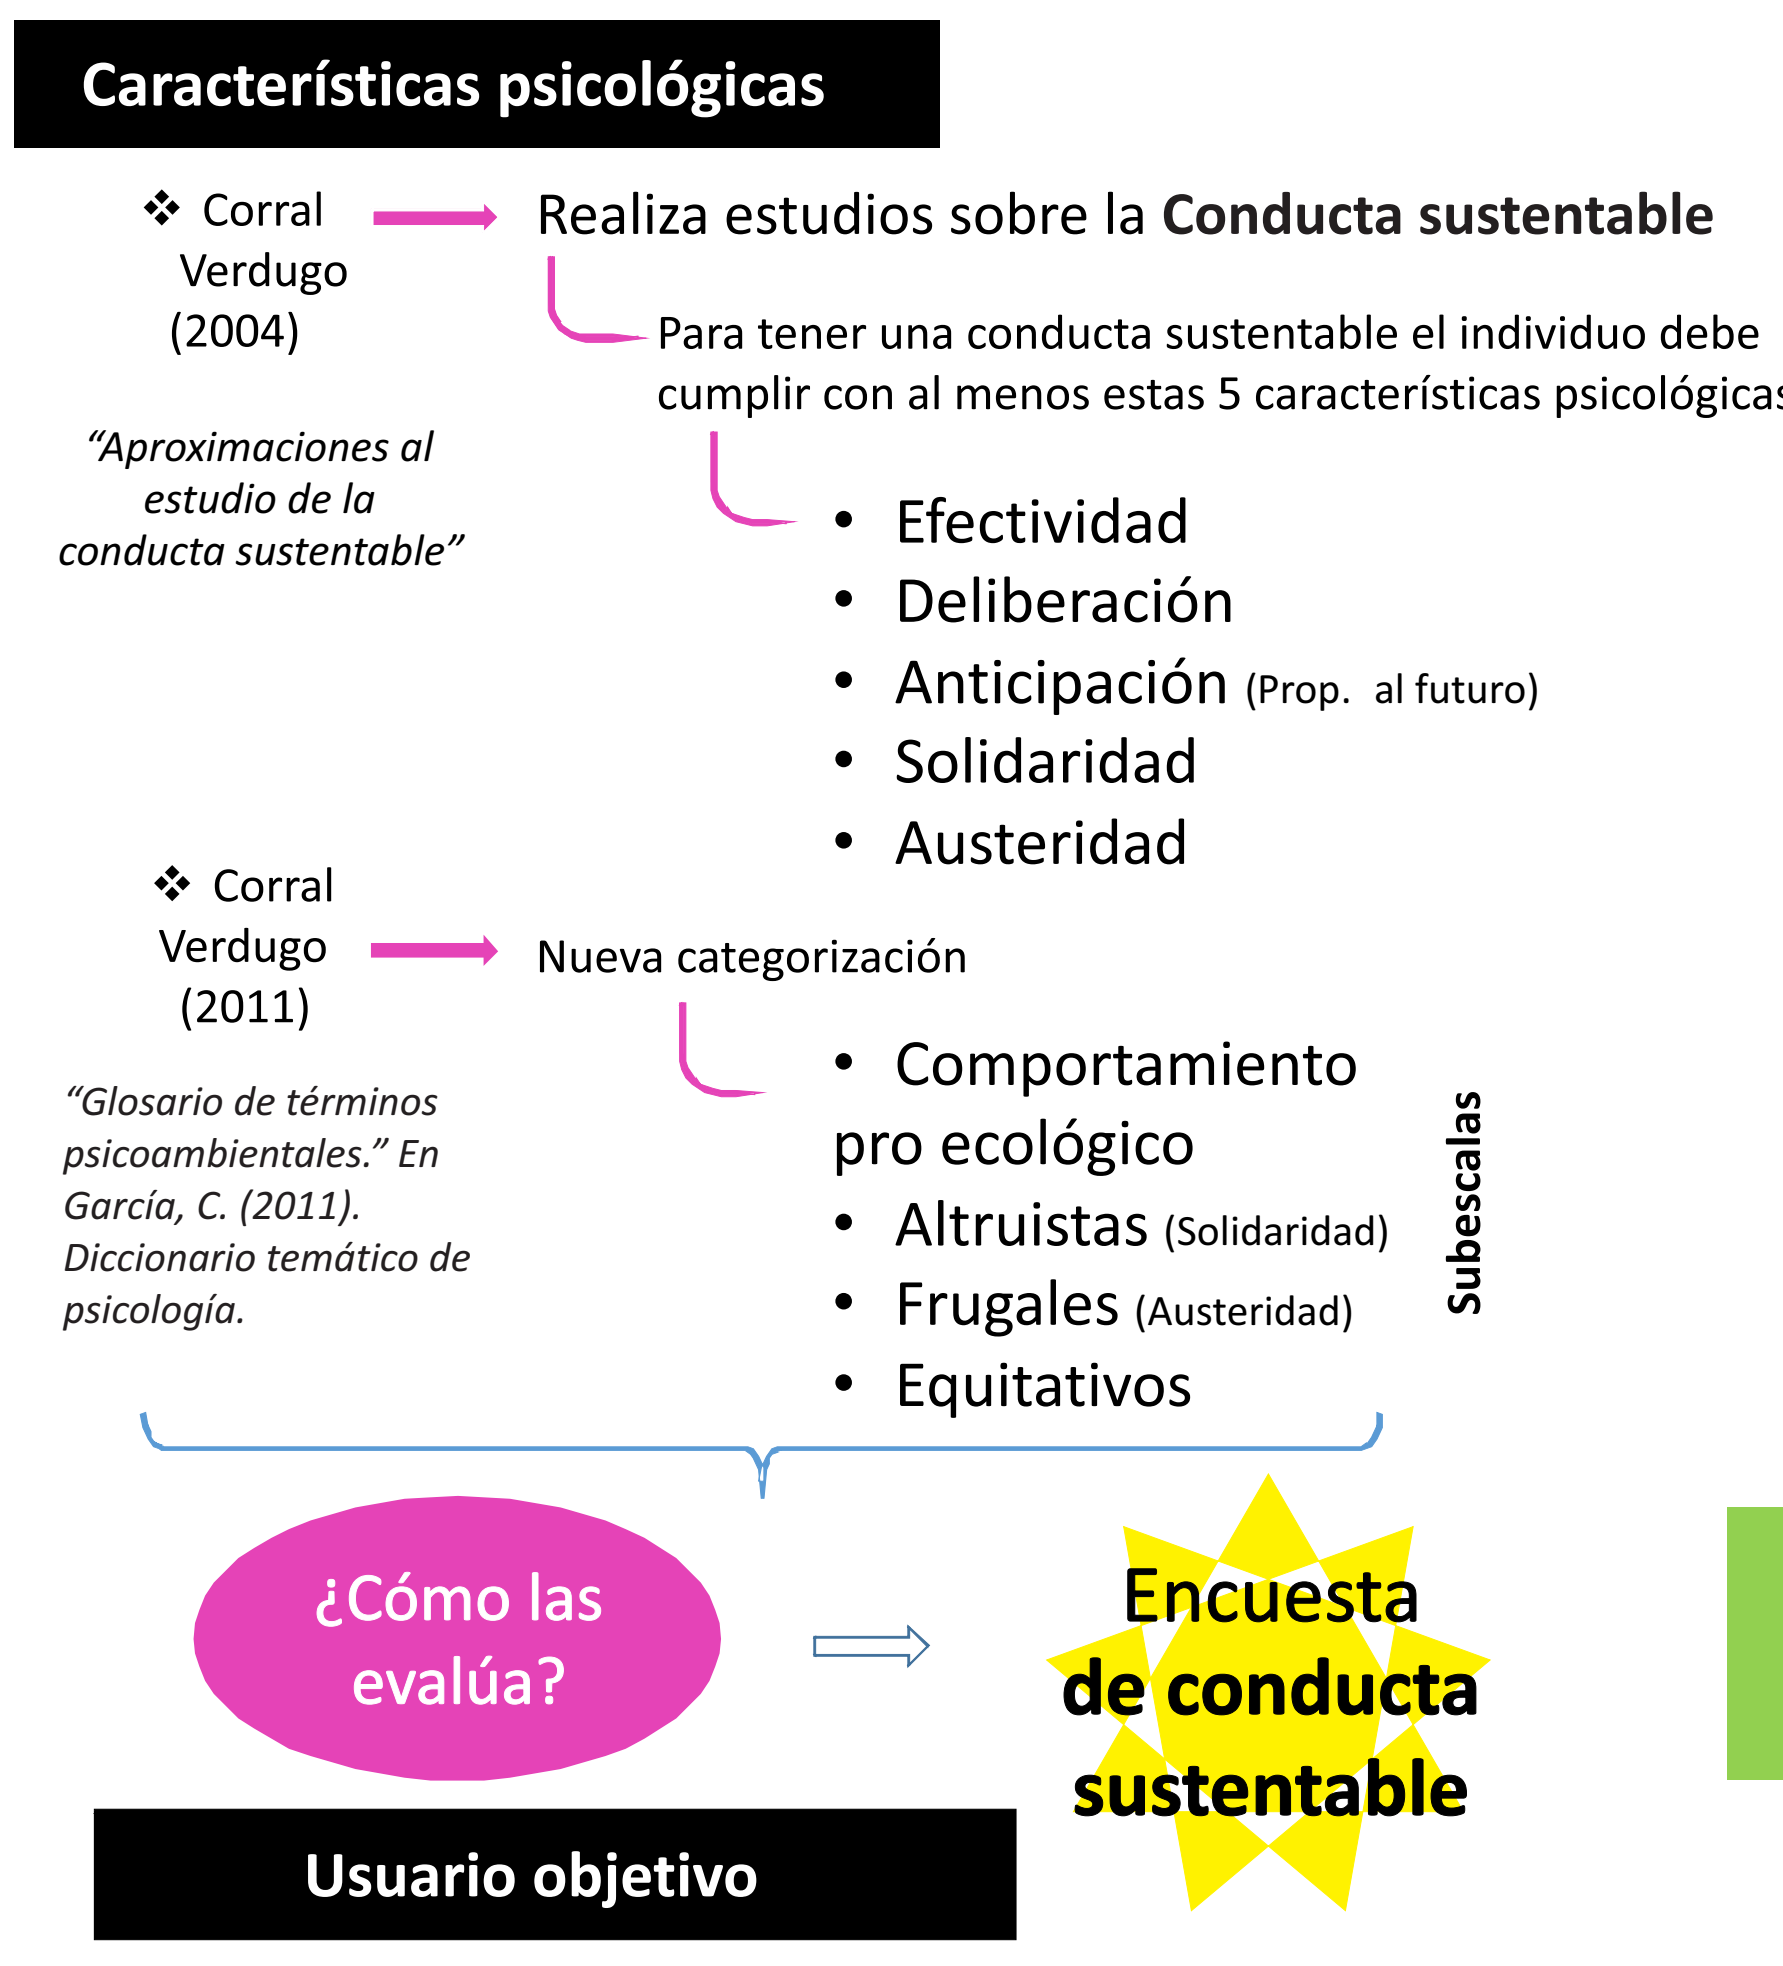 Características psicológicas
❖ Corral
Verdugo
(2004)
Realiza estudios sobre la Conducta sustentable
Para tener una conducta sustentable el individuo debe
cumplir con al menos estas 5 características psicológicas
“Aproximaciones al
estudio de la
conducta sustentable”
• Efectividad
• Deliberación
• Anticipación (Prop. al futuro)
• Solidaridad
• Austeridad
❖ Corral
Verdugo
(2011)
Nueva categorización
“Glosario de términos
psicoambientales.” En
García, C. (2011).
Diccionario temático de
psicología.
• Comportamiento
pro ecológico
• Altruistas (Solidaridad)
• Frugales (Austeridad)
• Equitativos
Subescalas
¿Cómo las
evalúa?
Encuesta
de conducta
sustentable
Usuario objetivo